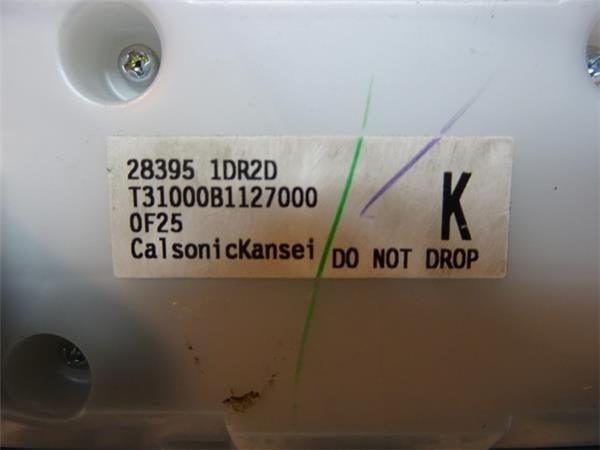 28395 1DR2D
T31000B1127000
0F25
CalsonicKansei DO NOT DROP
K